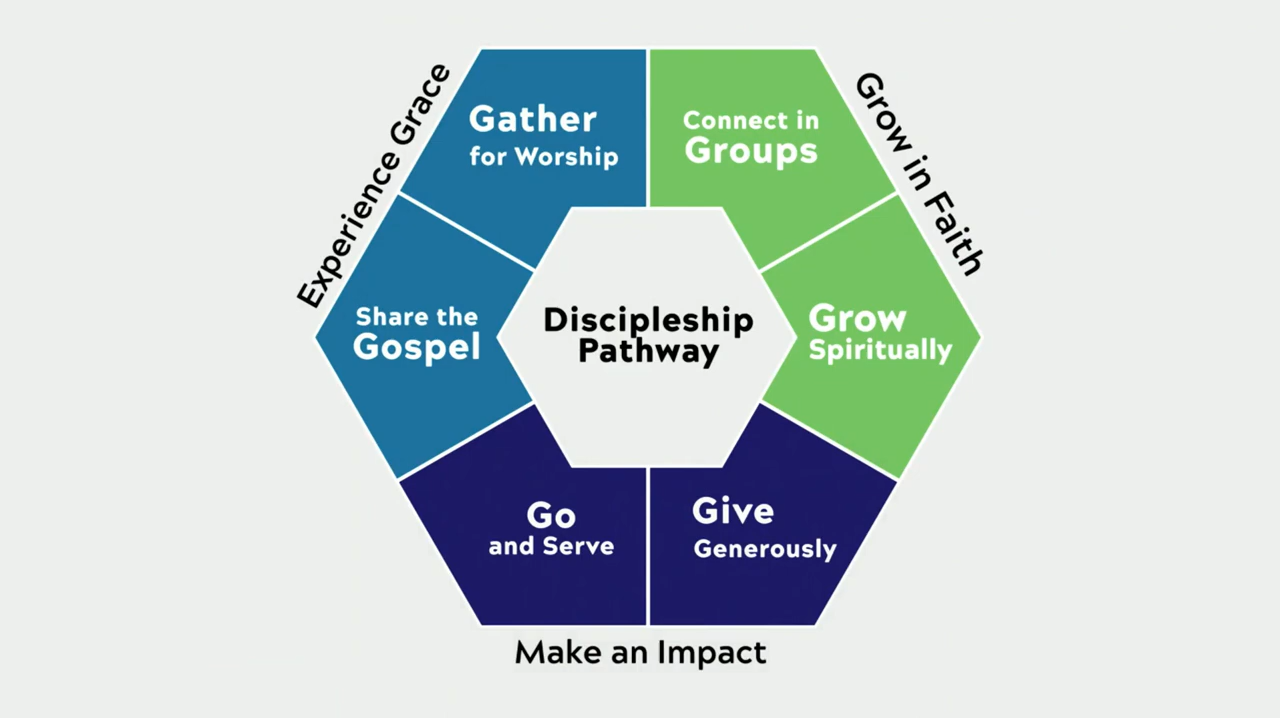 Experience Grace
Gather
for Worship
Connect in
Groups
Grow in Faith
Share the
Gospel
Discipleship
Pathway
Grow
Spiritually
Go
and Serve
Give
Generously
Make an Impact